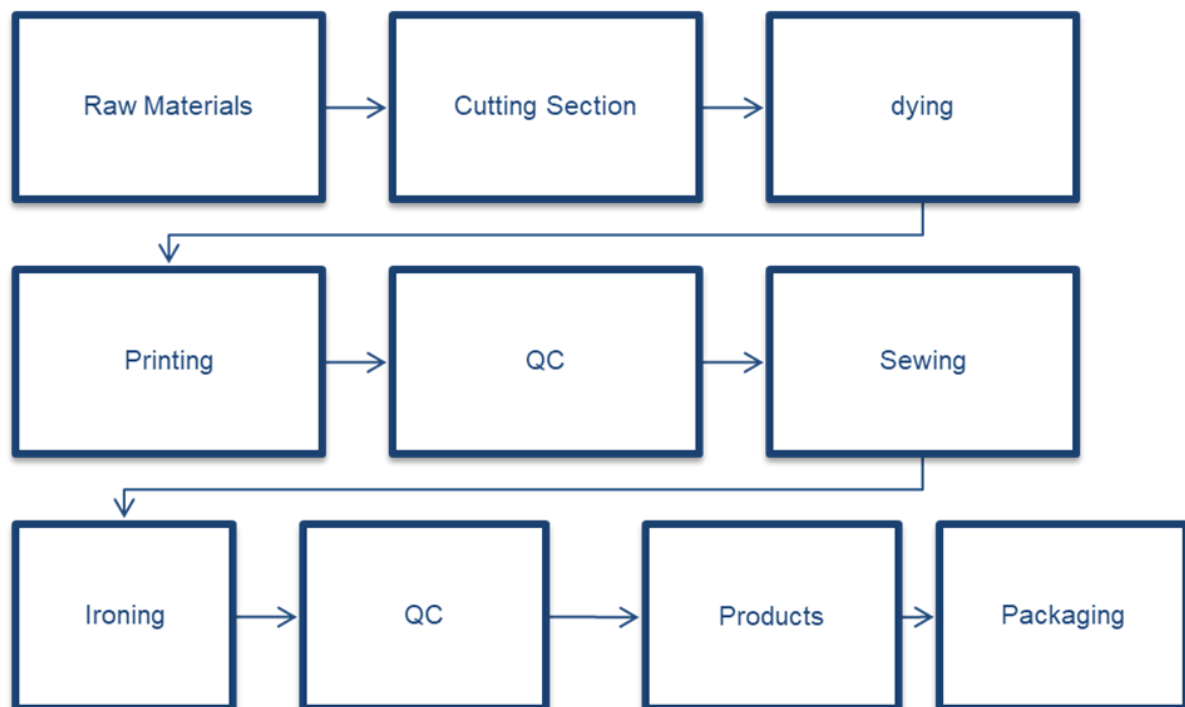 Raw Materials
Cutting Section
dying
Printing
QC
Sewing
Ironing
QC
Products
Packaging